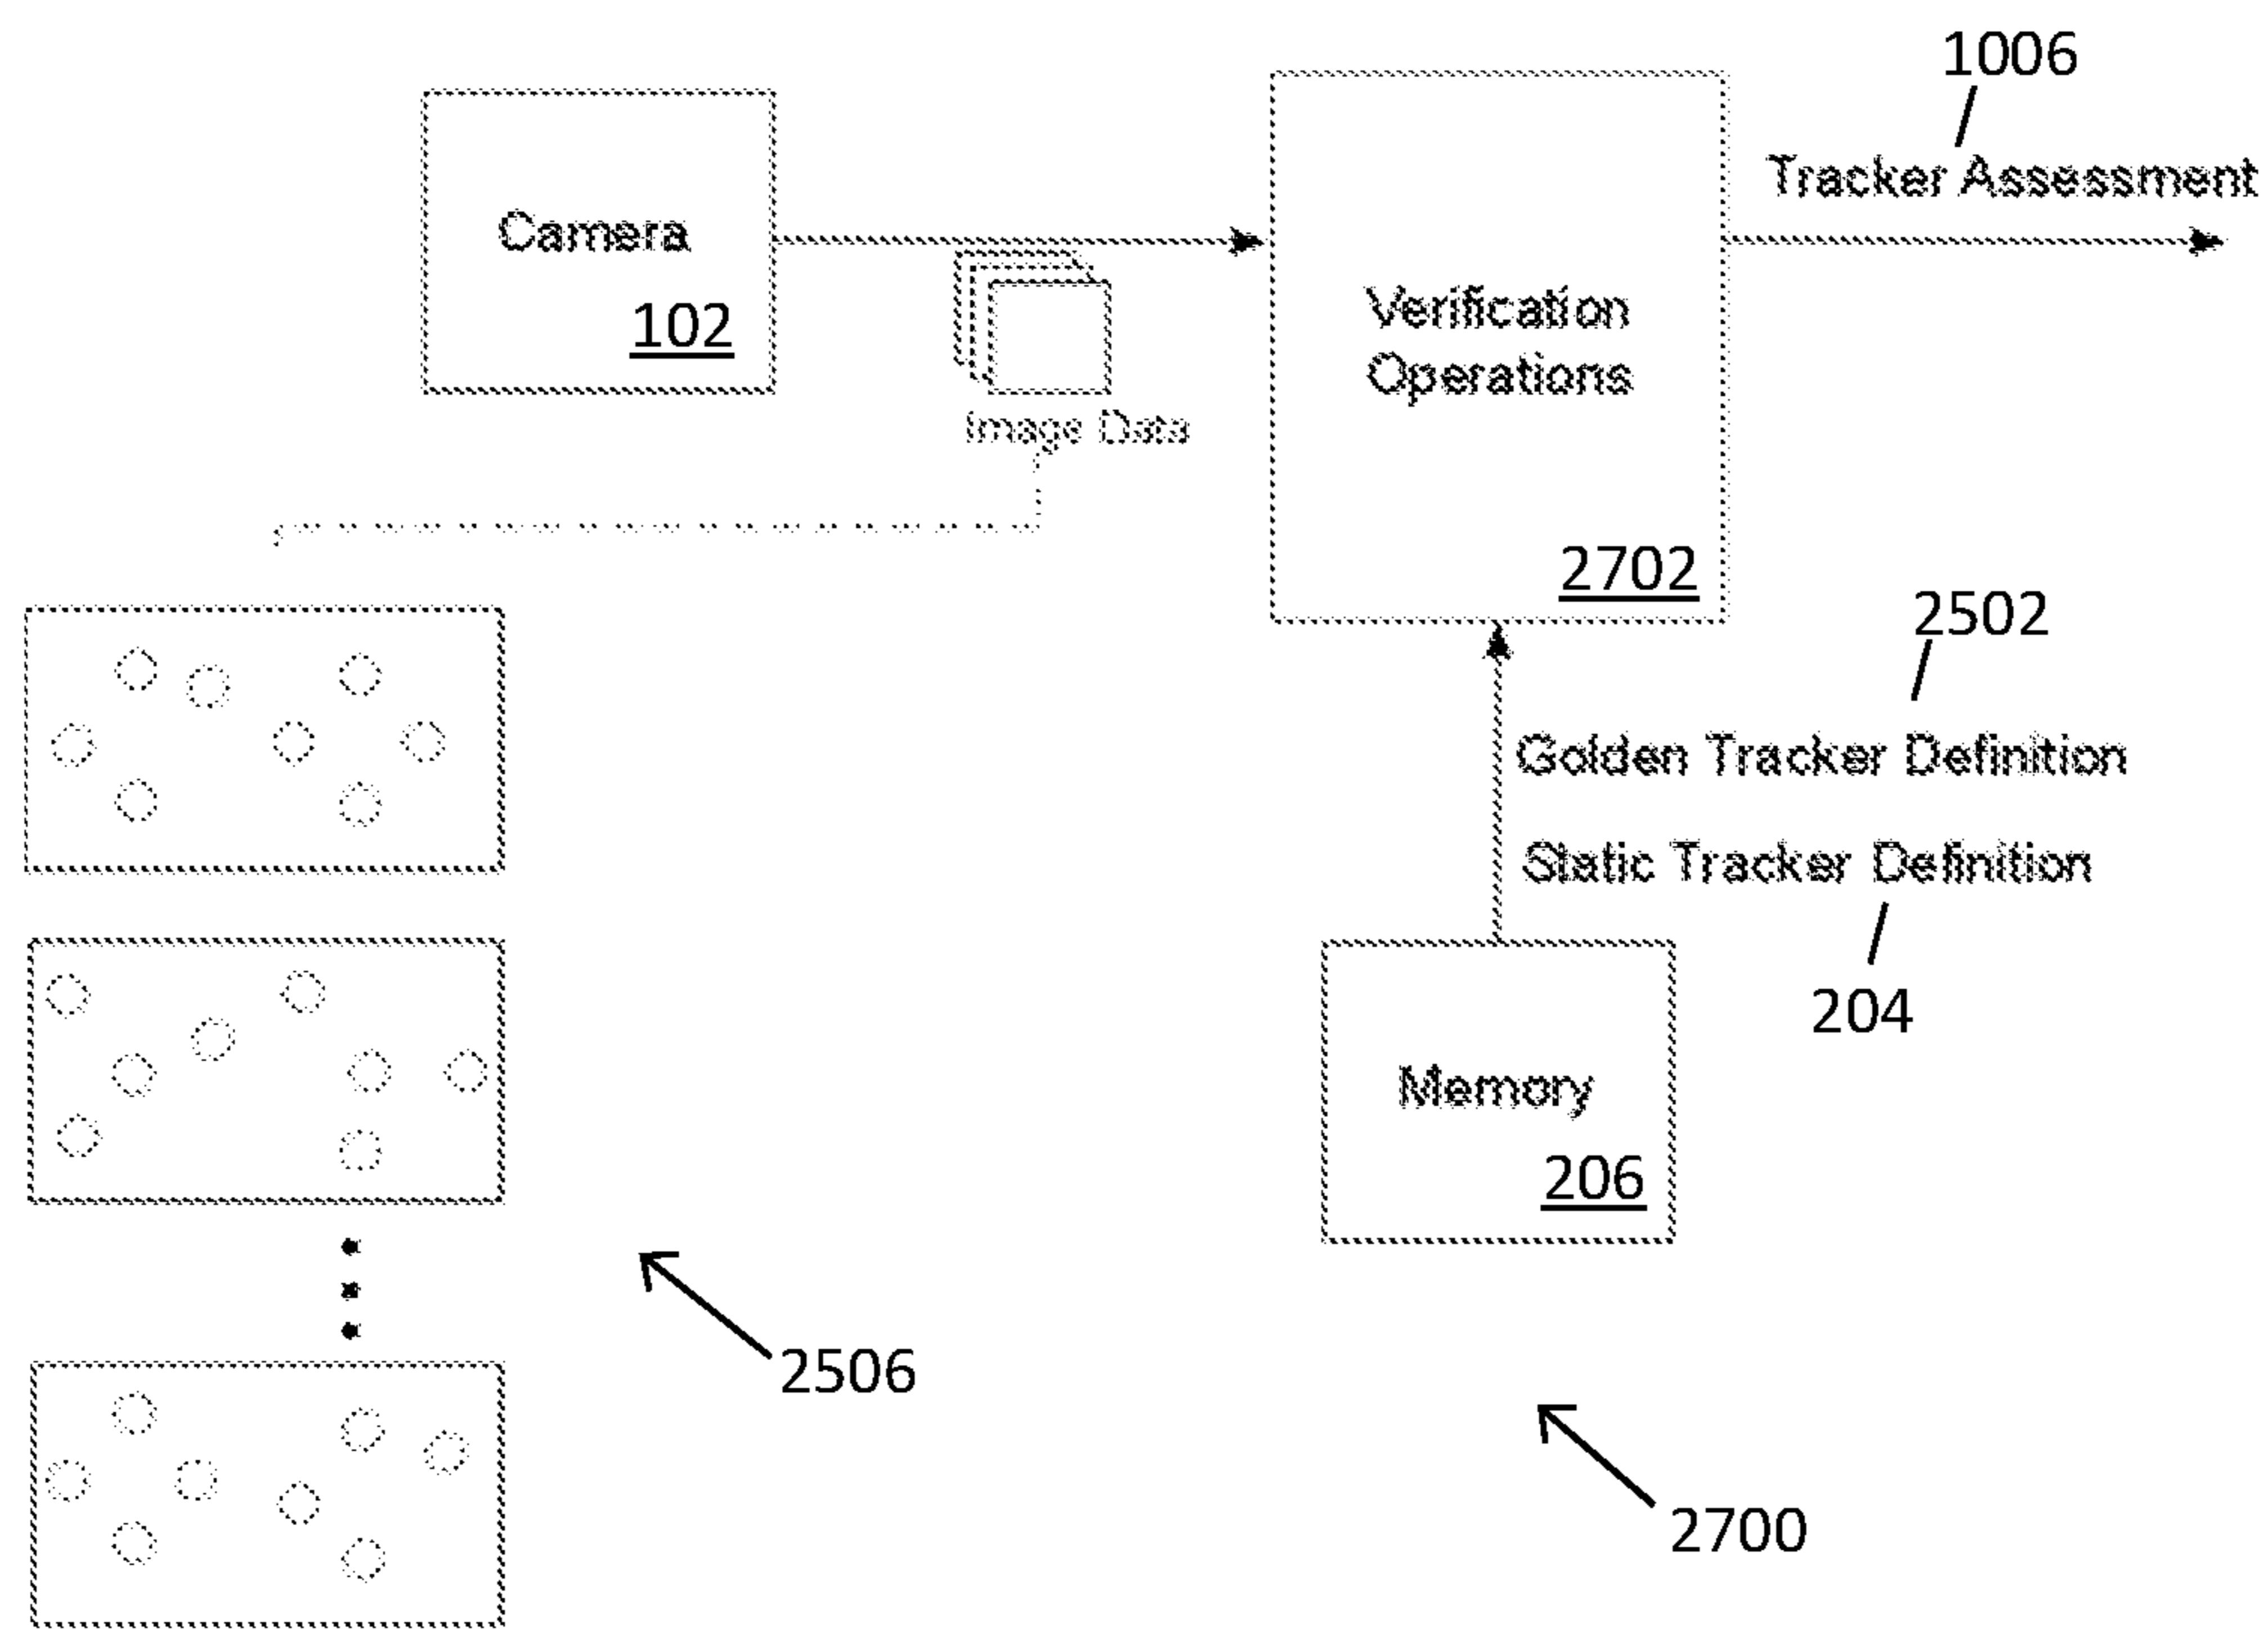 1006
Tracker Assessment
Camera
102
Image Data
Verification
Operations
2702
2502
Golden Tracker Definition
Static Tracker Definition
204
Memory
206
2506
2700